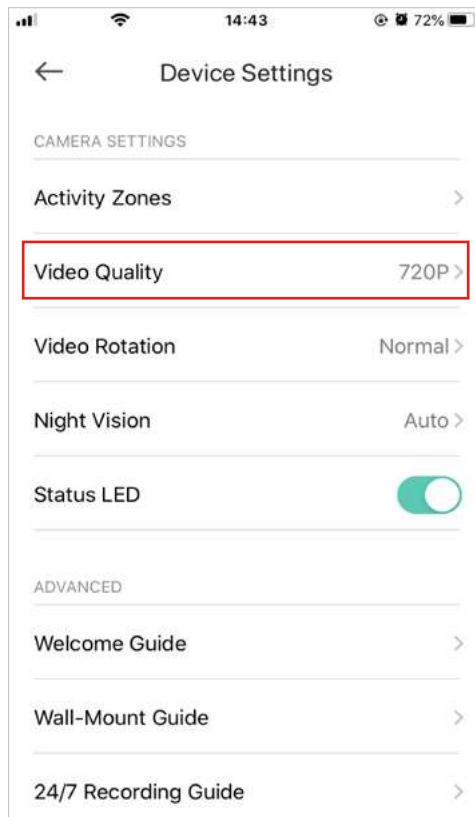 14:43 72%
Device Settings
CAMERA SETTINGS
Activity Zones
Video Quality 720P
Video Rotation Normal
Night Vision Auto
Status LED
ADVANCED
Welcome Guide
Wall-Mount Guide
24/7 Recording Guide